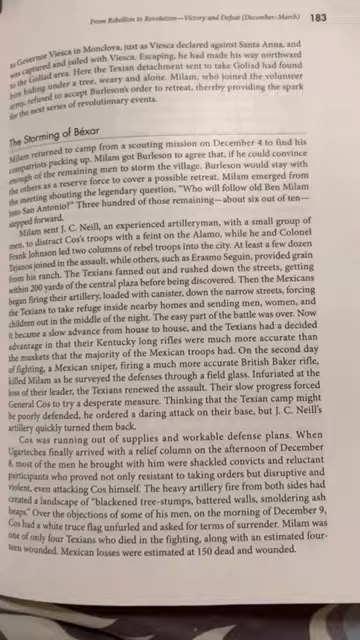 From Rebellion to Revolution—Victory and Defeat (December–March) 183
as Governor Viesca in Monclova, just as Viesca declared against Santa Anna, and
was captured and jailed with Viesca. Escaping, he had made his way northward
to the Goliad area. Here the Texian detachment sent to take Goliad had found
him hiding under a tree, weary and alone. Milam, who joined the volunteer
army, refused to accept Burleson's order to retreat, thereby providing the spark
for the next series of revolutionary events.
The Storming of Béxar
Milam returned to camp from a scouting mission on December 4 to find his
compatriots packing up. Milam got Burleson to agree that, if he could convince
enough of the remaining men to storm the village, Burleson would stay with
the others as a reserve force to cover a possible retreat. Milam emerged from
the meeting shouting the legendary question, "Who will follow old Ben Milam
into San Antonio?" Three hundred of those remaining—about six out of ten—
stepped forward.
Milam sent J. C. Neill, an experienced artilleryman, with a small group of
men, to distract Cos's troops with a feint on the Alamo, while he and Colonel
Frank Johnson led two columns of rebel troops into the city. At least a few dozen
Tejanos joined in the assault, while others, such as Erasmo Seguin, provided grain
from his ranch. The Texians fanned out and rushed down the streets, getting
within 200 yards of the central plaza before being discovered. Then the Mexicans
began firing their artillery, loaded with canister, down the narrow streets, forcing
the Texians to take refuge inside nearby homes and sending men, women, and
children out in the middle of the night. The easy part of the battle was over. Now
it became a slow advance from house to house, and the Texians had a decided
advantage in that their Kentucky long rifles were much more accurate than
the muskets that the majority of the Mexican troops had. On the second day
of fighting, a Mexican sniper, firing a much more accurate British Baker rifle,
killed Milam as he surveyed the defenses through a field glass. Infuriated at the
loss of their leader, the Texians renewed the assault. Their slow progress forced
General Cos to try a desperate measure. Thinking that the Texian camp might
be poorly defended, he ordered a daring attack on their base, but J. C. Neill's
artillery quickly turned them back.
Cos was running out of supplies and workable defense plans. When
Ugartechea finally arrived with a relief column on the afternoon of December
8, most of the men he brought with him were shackled convicts and reluctant
participants who proved not only resistant to taking orders but disruptive and
violent, even attacking Cos himself. The heavy artillery fire from both sides had
created a landscape of "blackened tree-stumps, battered walls, smoldering ash
heaps." Over the objections of some of his men, on the morning of December 9,
Cos had a white truce flag unfurled and asked for terms of surrender. Milam was
one of only four Texians who died in the fighting, along with an estimated four-
teen wounded. Mexican losses were estimated at 150 dead and wounded.